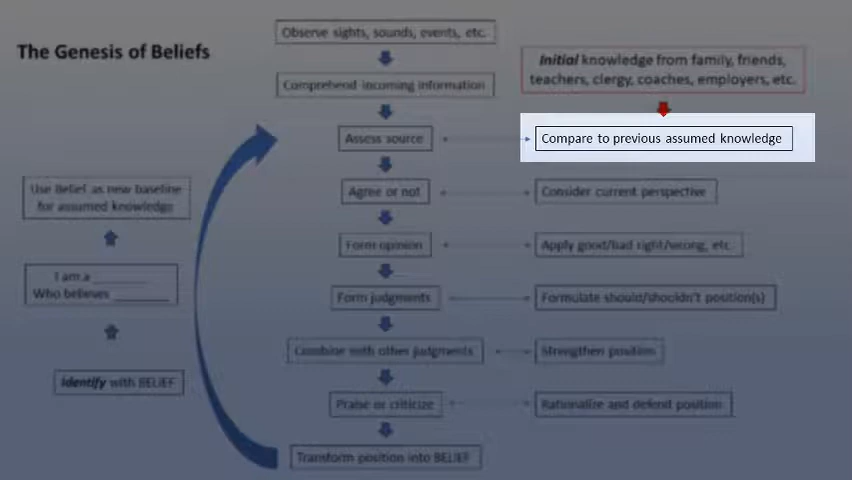 The Genesis of Beliefs
Observe sights, sounds, events, etc.
Comprehend incoming information
Initial knowledge from family, friends,
teachers, clergy, coaches, employers, etc.
Assess source
Compare to previous assumed knowledge
Agree or not
Consider current perspective
Form opinion
Apply good/bad right/wrong, etc.
Form judgments
Formulate should/shouldn't position(s)
Combine with other judgments
Strengthen position
Praise or criticize
Rationalize and defend position
Transform position into BELIEF
Identify with BELIEF
I am a ________
Who believes ________
Use Belief as new baseline
for assumed knowledge